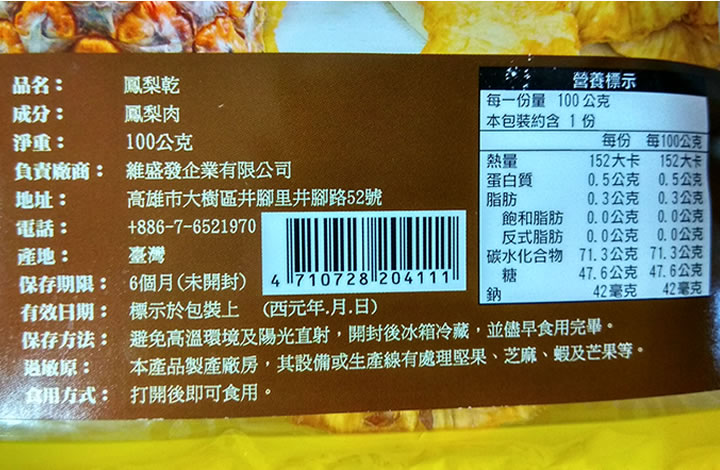 品名： 鳳梨乾
成分： 鳳梨肉
淨重： 100公克
負責廠商： 維盛發企業有限公司
地址： 高雄市大樹區井腳里井腳路52號
電話： +886-7-6521970
產地： 臺灣
保存期限： 6個月(未開封)
有效日期： 標示於包裝上 (西元年.月.日)
保存方法： 避免高溫環境及陽光直射，開封後冰箱冷藏，並儘早食用完畢。
過敏原： 本產品製產廠房，其設備或生產線有處理堅果、芝麻、蝦及芒果等。
食用方式： 打開後即可食用。
4 710728 204111
營養標示
每一份量 100公克
本包裝約含 1份
每份 每100公克
熱量 152大卡 152大卡
蛋白質 0.5公克 0.5公克
脂肪 0.3公克 0.3公克
飽和脂肪 0.0公克 0.0公克
反式脂肪 0.0公克 0.0公克
碳水化合物 71.3公克 71.3公克
糖 47.6公克 47.6公克
鈉 42毫克 42毫克